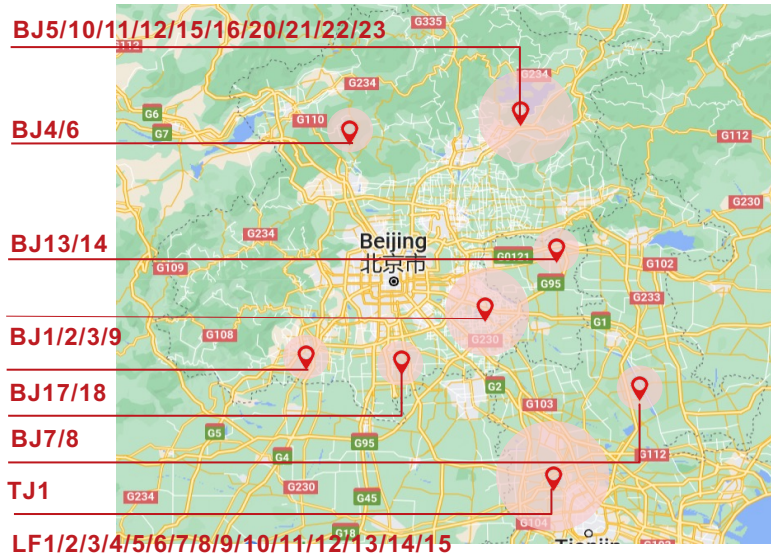 BJ5/10/11/12/15/16/20/21/22/23
G335
G112
G234
G234
G6
G110
G7
BJ4/6
G112
G230
G234
Beijing
北京市
BJ13/14
G0121
G102
G109
G95
G233
G108
G1
G230
BJ1/2/3/9
G2
BJ17/18
G103
G5
G95
BJ7/8
G4
G112
TJ1
G230
G234
G45
G104
G18
LF1/2/3/4/5/6/7/8/9/10/11/12/13/14/15